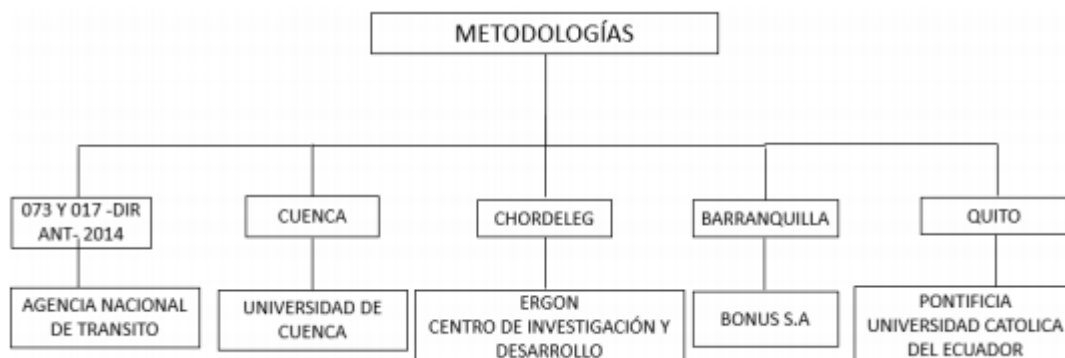 METODOLOGÍAS
073 Y 017 -DIR
ANT- 2014
CUENCA
CHORDELEG
BARRANQUILLA
QUITO
AGENCIA NACIONAL
DE TRANSITO
UNIVERSIDAD DE
CUENCA
ERGON
CENTRO DE INVESTIGACIÓN Y
DESARROLLO
BONUS S.A
PONTIFICIA
UNIVERSIDAD CATOLICA
DEL ECUADOR